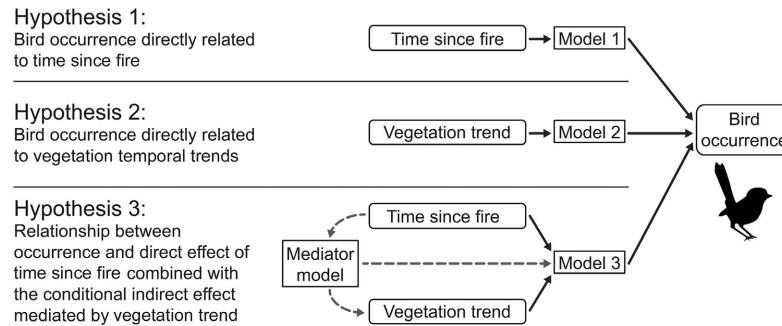 Hypothesis 1:
Bird occurrence directly related
to time since fire
Time since fire
Model 1
Hypothesis 2:
Bird occurrence directly related
to vegetation temporal trends
Vegetation trend
Model 2
Bird
occurrence
Hypothesis 3:
Relationship between
occurrence and direct effect of
time since fire combined with
the conditional indirect effect
mediated by vegetation trend
Time since fire
Mediator
model
Model 3
Vegetation trend